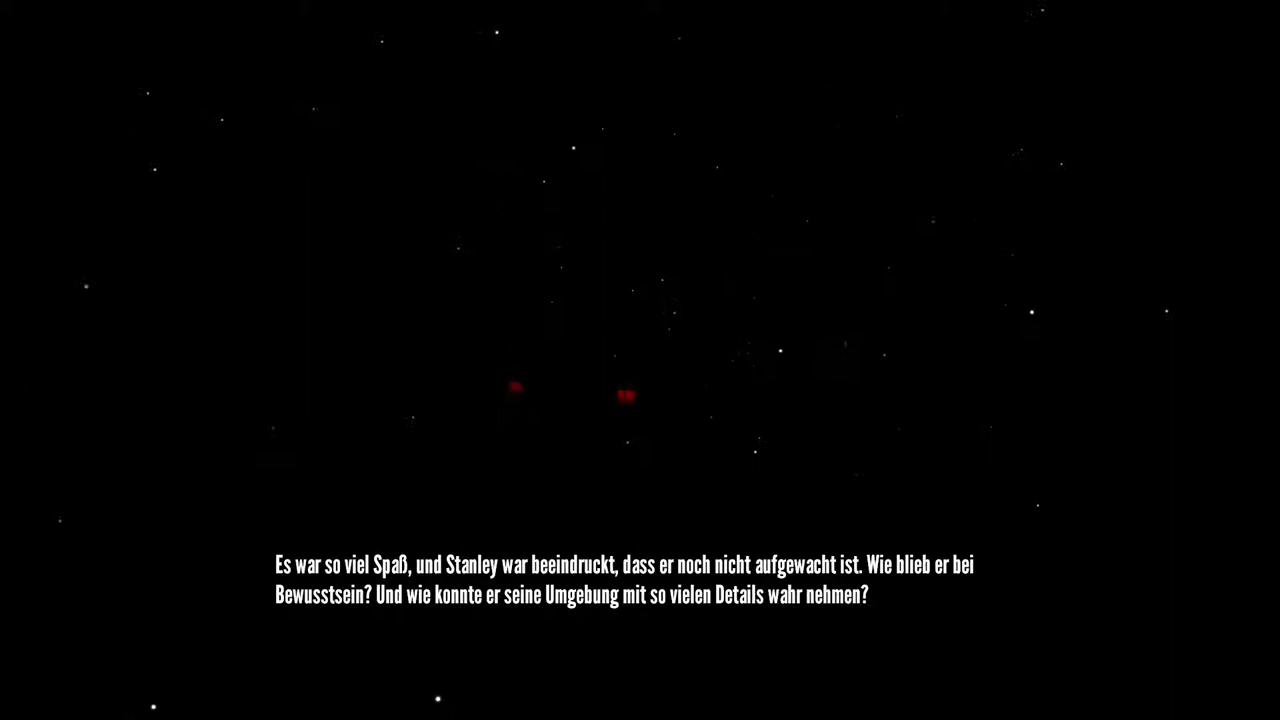 Es war so viel Spaß, und Stanley war beeindruckt, dass er noch nicht aufgewacht ist. Wie blieb er bei
Bewusstsein? Und wie konnte er seine Umgebung mit so vielen Details wahr nehmen?